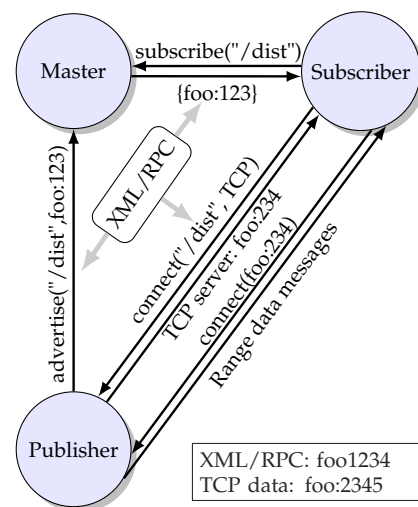 subscribe("/dist")
Master
Subscriber
{foo:123}
XML/RPC
advertise("/dist",foo:123)
connect("/dist", TCP)
TCP server: foo:234
connect(foo:234)
Range data messages
Publisher
XML/RPC: foo1234
TCP data: foo:2345